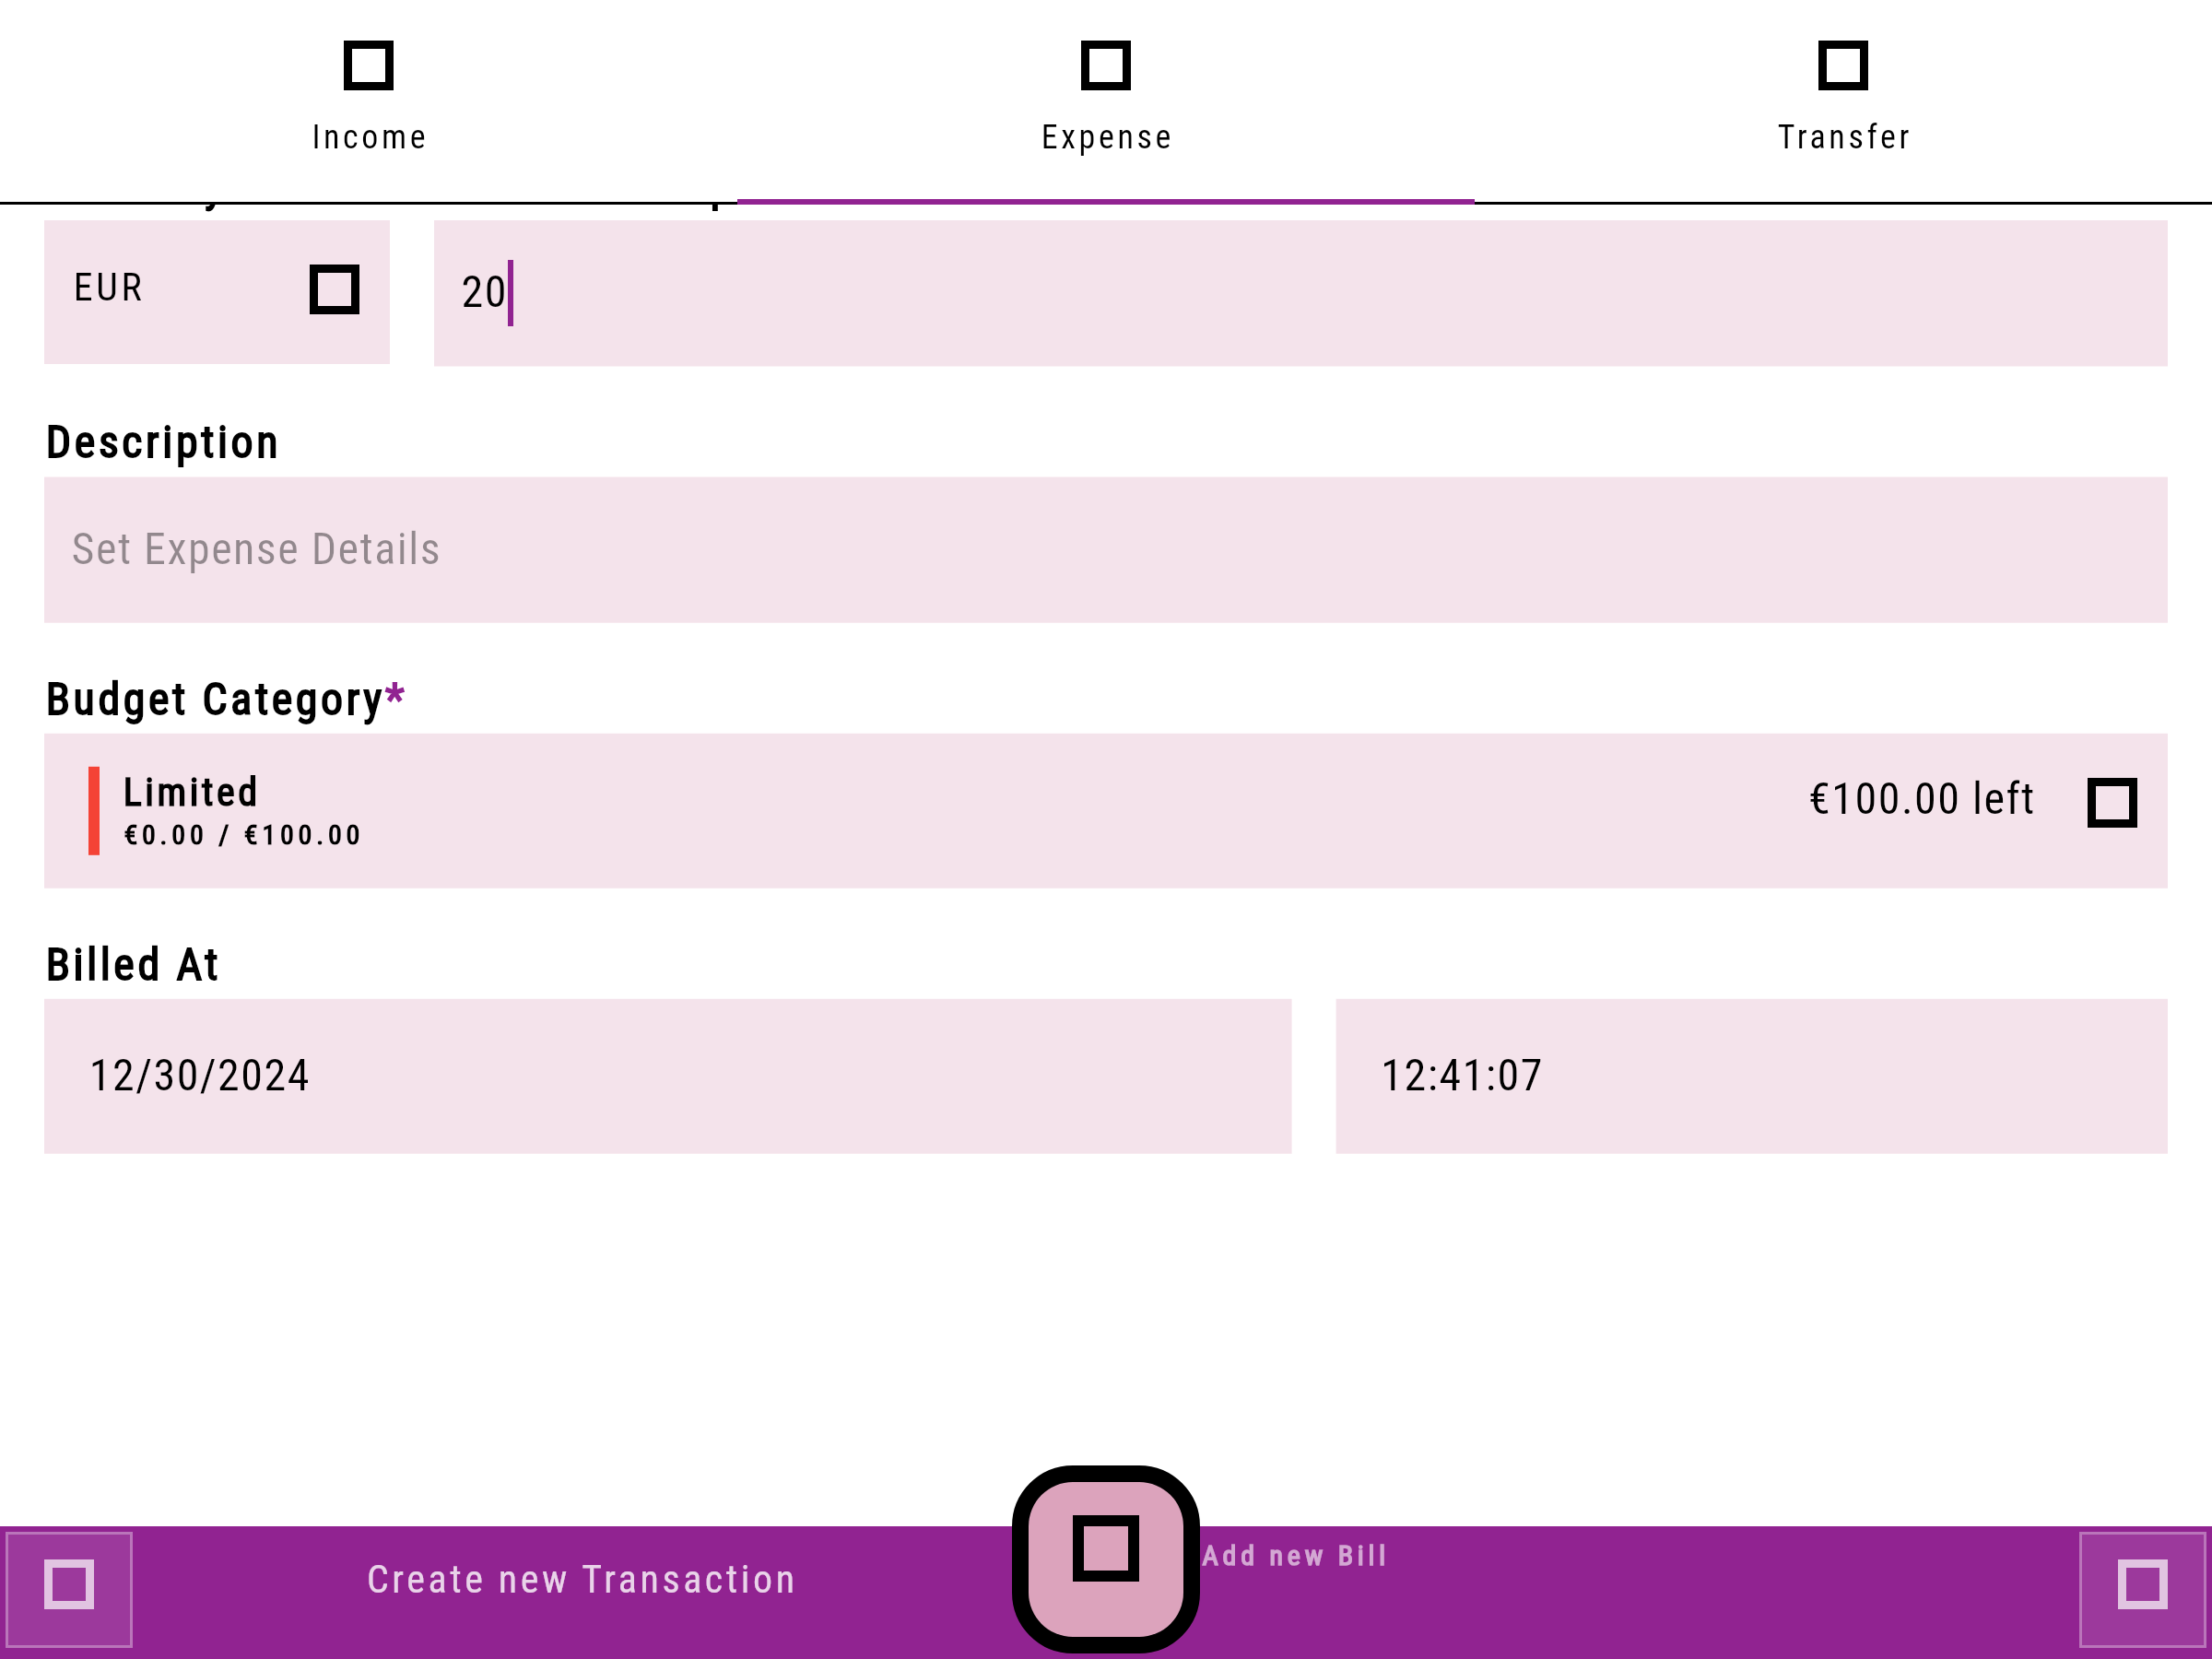 Income
Expense
Transfer
EUR
20
Description
Set Expense Details
Budget Category*
Limited
€0.00 / €100.00
€100.00 left
Billed At
12/30/2024
12:41:07
Create new Transaction
Add new Bill